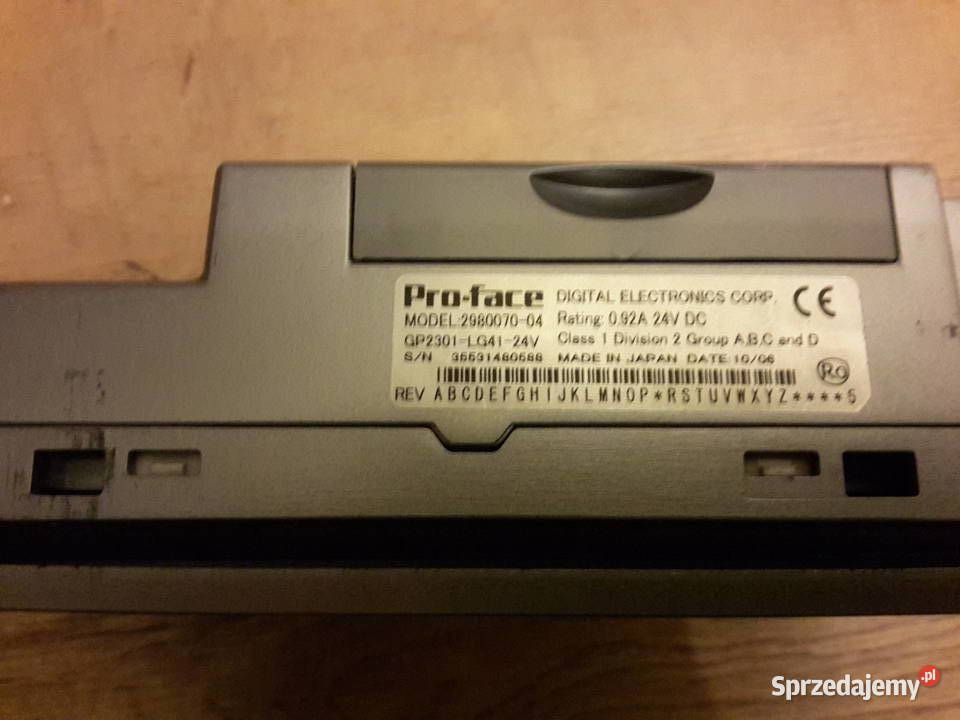 Pro-face DIGITAL ELECTRONICS CORP. CE
MODEL:2980070-04 Rating: 0.92A 24V DC
GP2301-LG41-24V Class 1 Division 2 Group A,B,C and D
S/N 35531480588 MADE IN JAPAN DATE:10/06
REV ABCDEFGHIJKLMNOP*RSTUVWXYZ****5
Sprzedajemy.pl